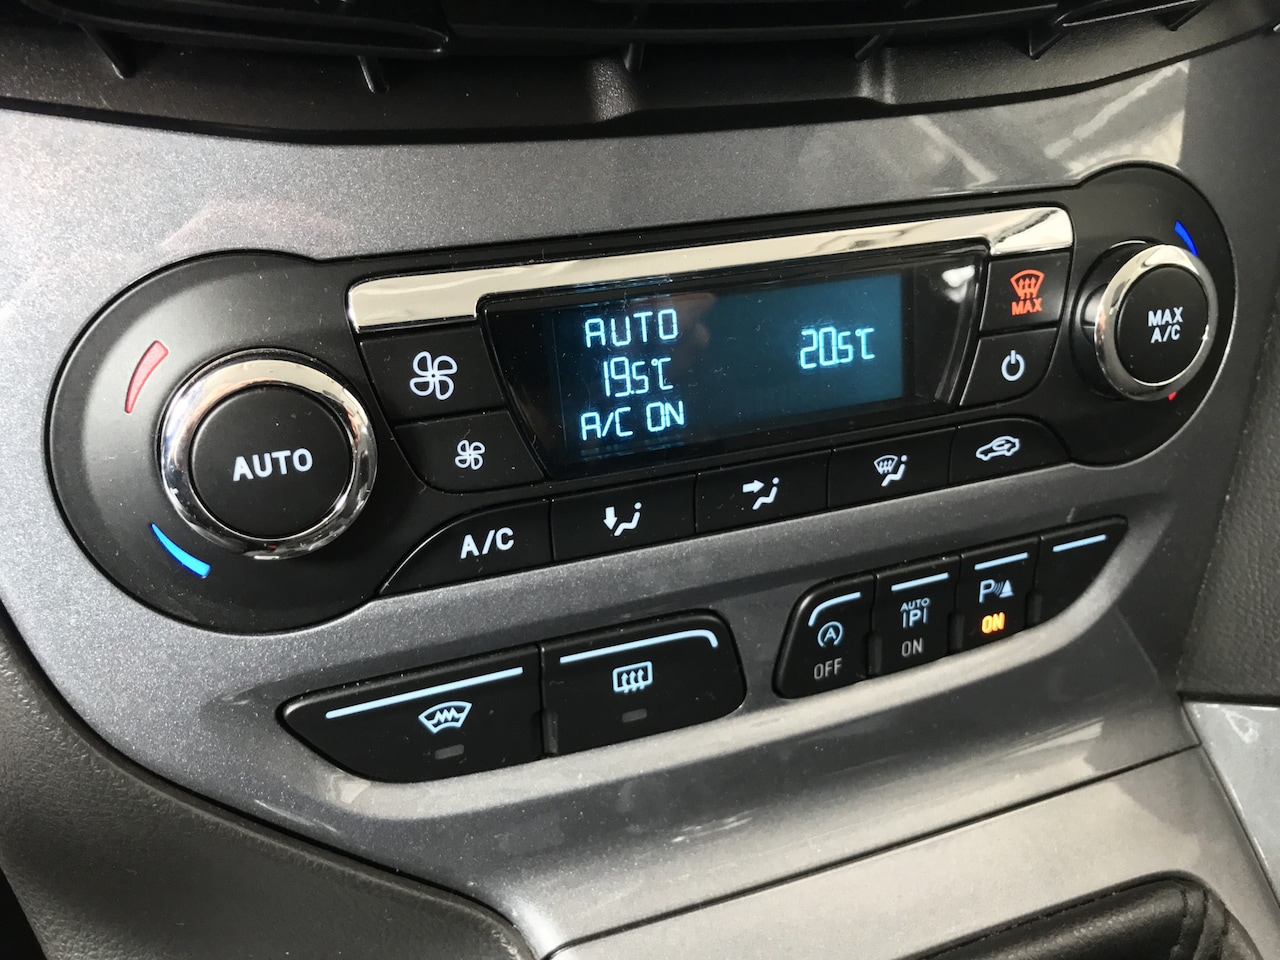 AUTO
19.5°C
A/C ON
20.5°C
MAX
MAX
A/C
AUTO
A/C
A
OFF
AUTO
P
ON
P
ON